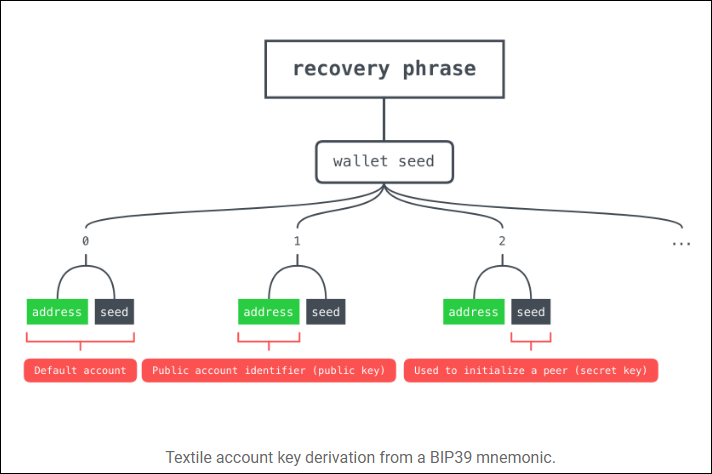 recovery phrase
wallet seed
0 1 2 ...
address seed address seed address seed
Default account Public account identifier (public key) Used to initialize a peer (secret key)
Textile account key derivation from a BIP39 mnemonic.